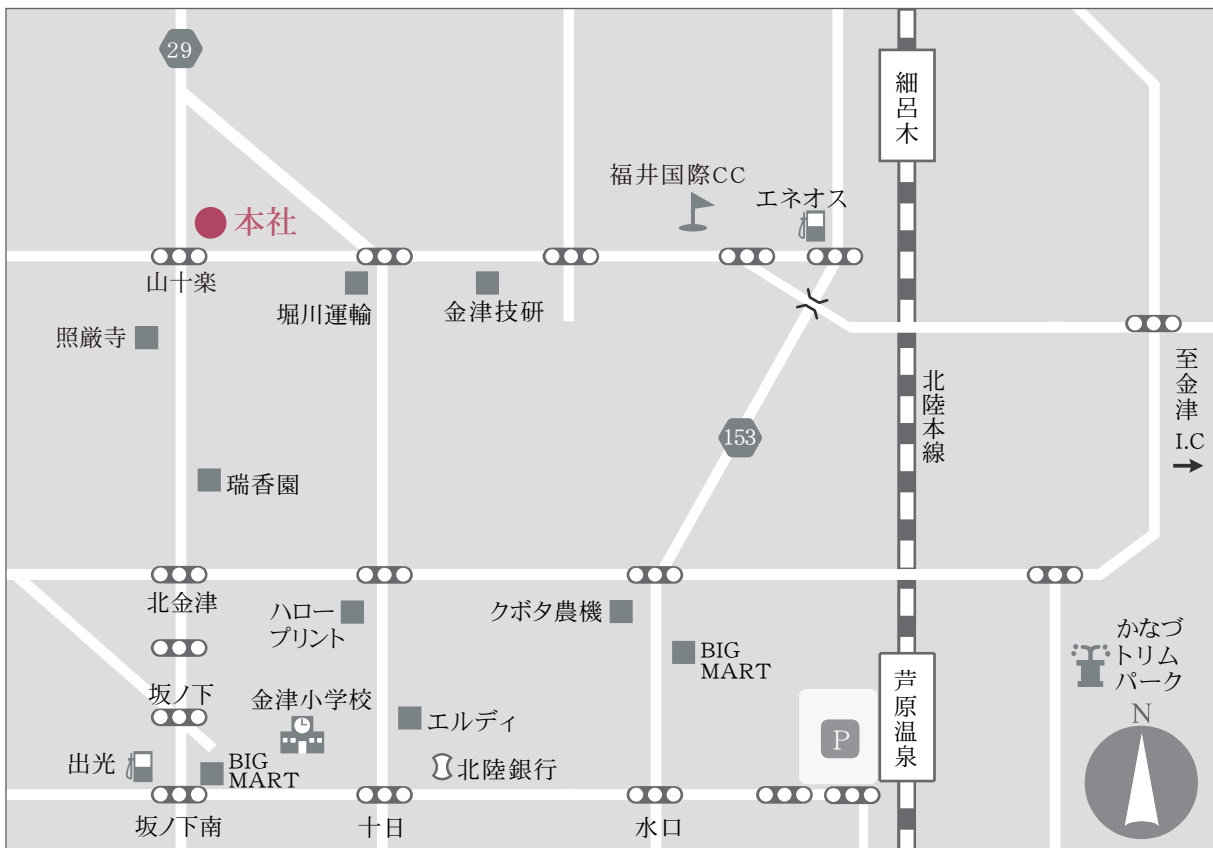 29
細呂木
福井国際CC
エネオス
本社
山十楽
堀川運輸
金津技研
照厳寺
至金津
I.C
北陸本線
153
瑞香園
北金津
ハロー
プリント
クボタ農機
BIG
MART
かなづ
トリム
パーク
坂ノ下
金津小学校
エルディ
芦原温泉
P
N
出光
BIG
MART
北陸銀行
坂ノ下南
十日
水口